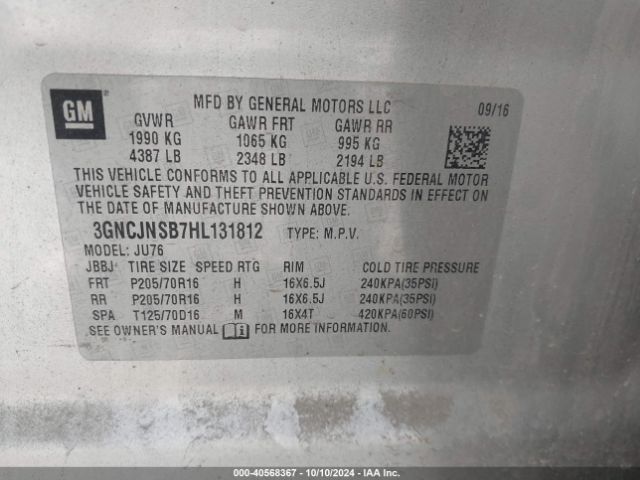 GM
MFD BY GENERAL MOTORS LLC 09/16
GVWR GAWR FRT GAWR RR
1990 KG 1065 KG 995 KG
4387 LB 2348 LB 2194 LB
THIS VEHICLE CONFORMS TO ALL APPLICABLE U.S. FEDERAL MOTOR
VEHICLE SAFETY AND THEFT PREVENTION STANDARDS IN EFFECT ON
THE DATE OF MANUFACTURE SHOWN ABOVE.
3GNCJNSB7HL131812 TYPE: M.P.V.
MODEL: JU76
JBBJ TIRE SIZE SPEED RTG RIM COLD TIRE PRESSURE
FRT P205/70R16 H 16X6.5J 240KPA(35PSI)
RR P205/70R16 H 16X6.5J 240KPA(35PSI)
SPA T125/70D16 M 16X4T 420KPA(60PSI)
SEE OWNER'S MANUAL FOR MORE INFORMATION.
000-40568367 - 10/10/2024 - IAA Inc.